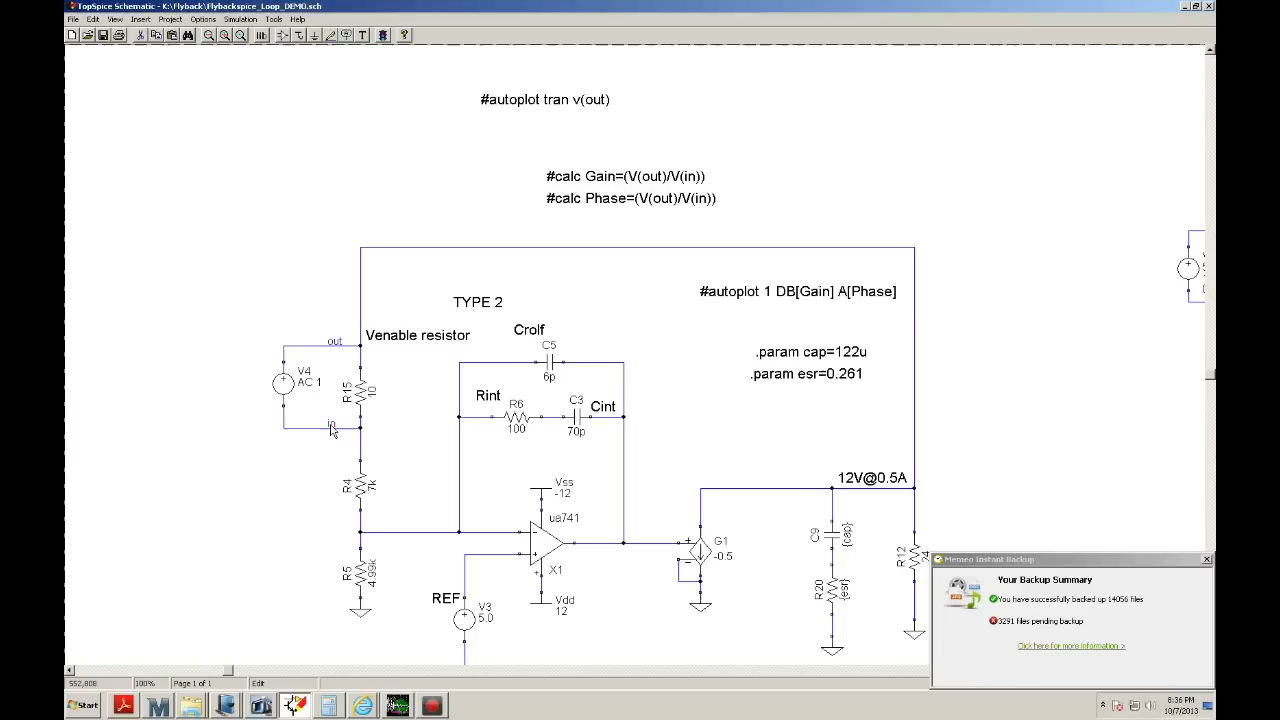 TopSpice Schematic - K:\Flyback\Flybackspice_Loop_DEMO.sch
File Edit View Insert Project Options Simulation Tools Help
#autoplot tran v(out)
#calc Gain=(V(out)/V(in))
#calc Phase=(V(out)/V(in))
#autoplot 1 DB[Gain] A[Phase]
TYPE 2
Venable resistor
out
Crolf
C5
6p
.param cap=122u
.param esr=0.261
V4
AC 1
R15
10
Rint
R6
100
C3
70p
Cint
in
12V@0.5A
R4
7k
Vss
-12
ua741
X1
G1
-0.5
C9
{cap}
R12
R20
{esr}
R5
4.99k
REF
V3
5.0
Vdd
12
Memeo Instant Backup
Your Backup Summary
You have successfully backed up 14056 files
3291 files pending backup
Click here for more information >
552,808 100% Page 1 of 1 Edit
Start
8:36 PM
10/7/2013